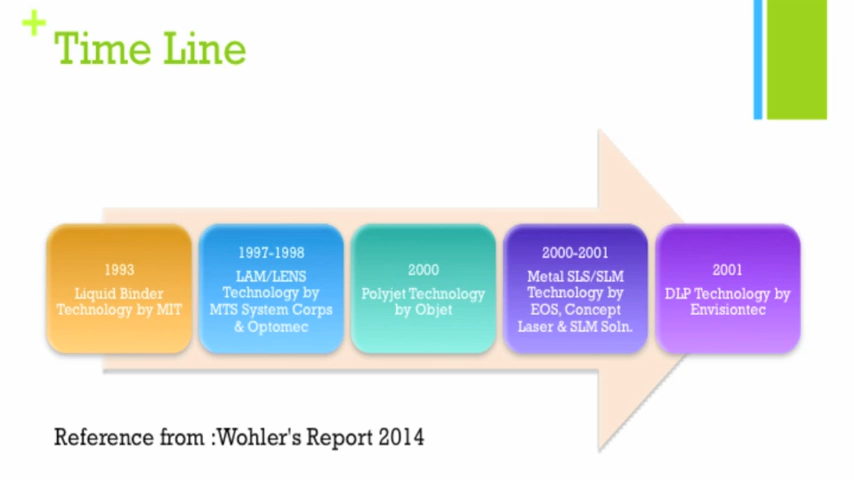 +
Time Line
1993
Liquid Binder
Technology by MIT
1997-1998
LAM/LENS
Technology by
MTS System Corps
& Optomec
2000
Polyjet Technology
by Objet
2000-2001
Metal SLS/SLM
Technology by
EOS, Concept
Laser & SLM Soln.
2001
DLP Technology by
Envisiontec
Reference from :Wohler's Report 2014